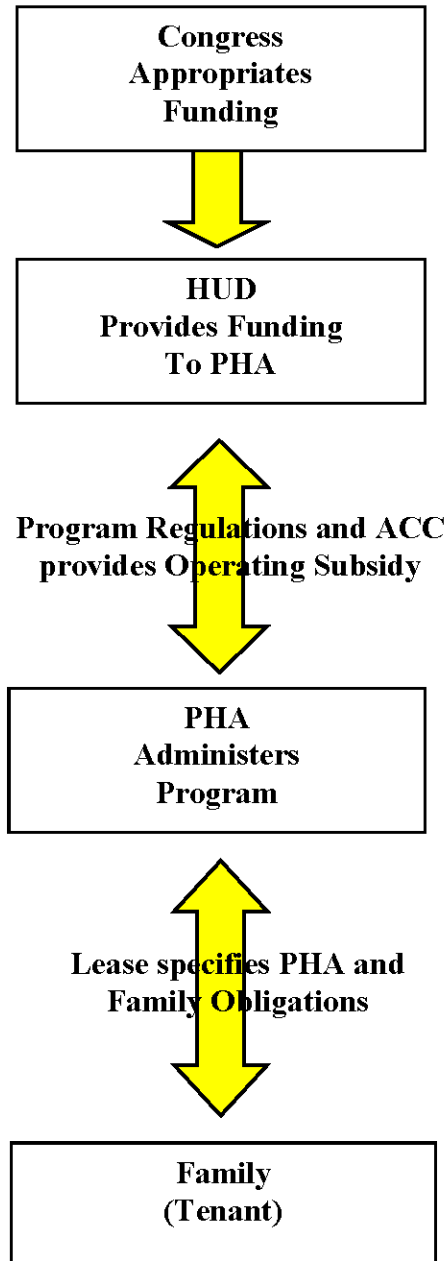 Congress
Appropriates
Funding
HUD
Provides Funding
To PHA
Program Regulations and ACC
provides Operating Subsidy
PHA
Administers
Program
Lease specifies PHA and
Family Obligations
Family
(Tenant)